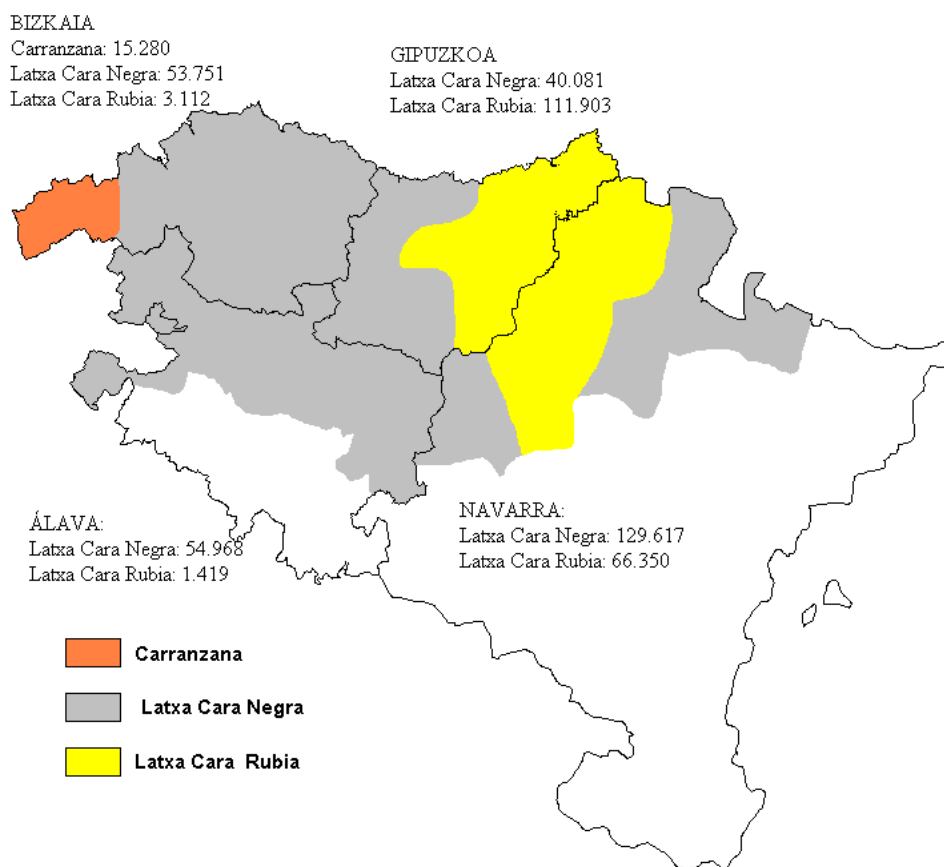 BIZKAIA
Carranzana: 15.280
Latxa Cara Negra: 53.751
Latxa Cara Rubia: 3.112
GIPUZKOA
Latxa Cara Negra: 40.081
Latxa Cara Rubia: 111.903
ÁLAVA:
Latxa Cara Negra: 54.968
Latxa Cara Rubia: 1.419
NAVARRA:
Latxa Cara Negra: 129.617
Latxa Cara Rubia: 66.350
Carranzana
Latxa Cara Negra
Latxa Cara Rubia